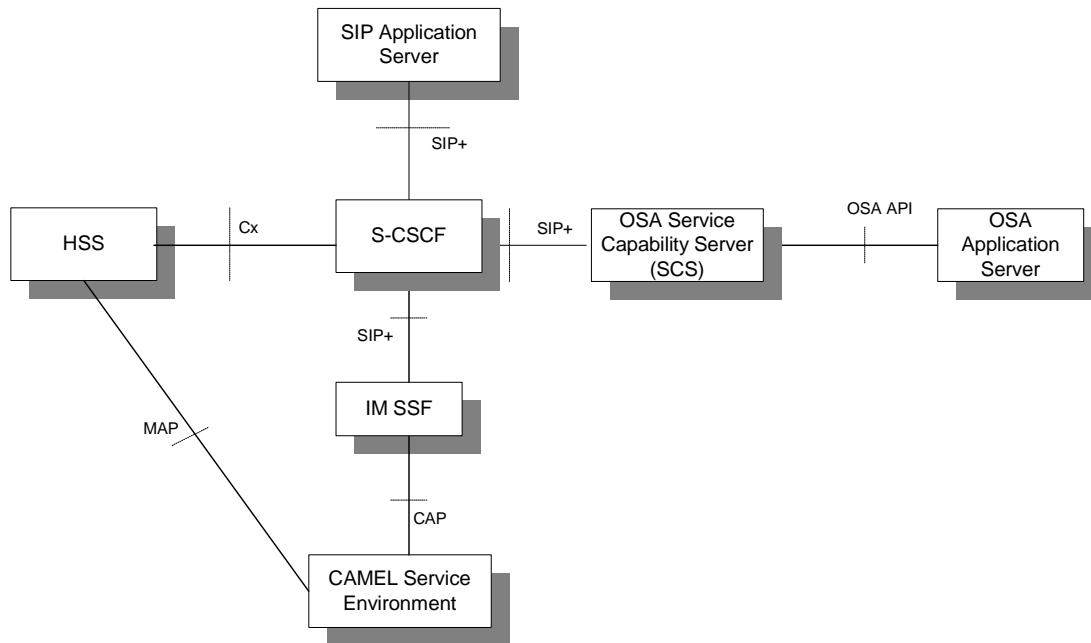 SIP Application
Server
SIP+
HSS
Cx
S-CSCF
SIP+
OSA Service
Capability Server
(SCS)
OSA API
OSA
Application
Server
SIP+
IM SSF
MAP
CAP
CAMEL Service
Environment